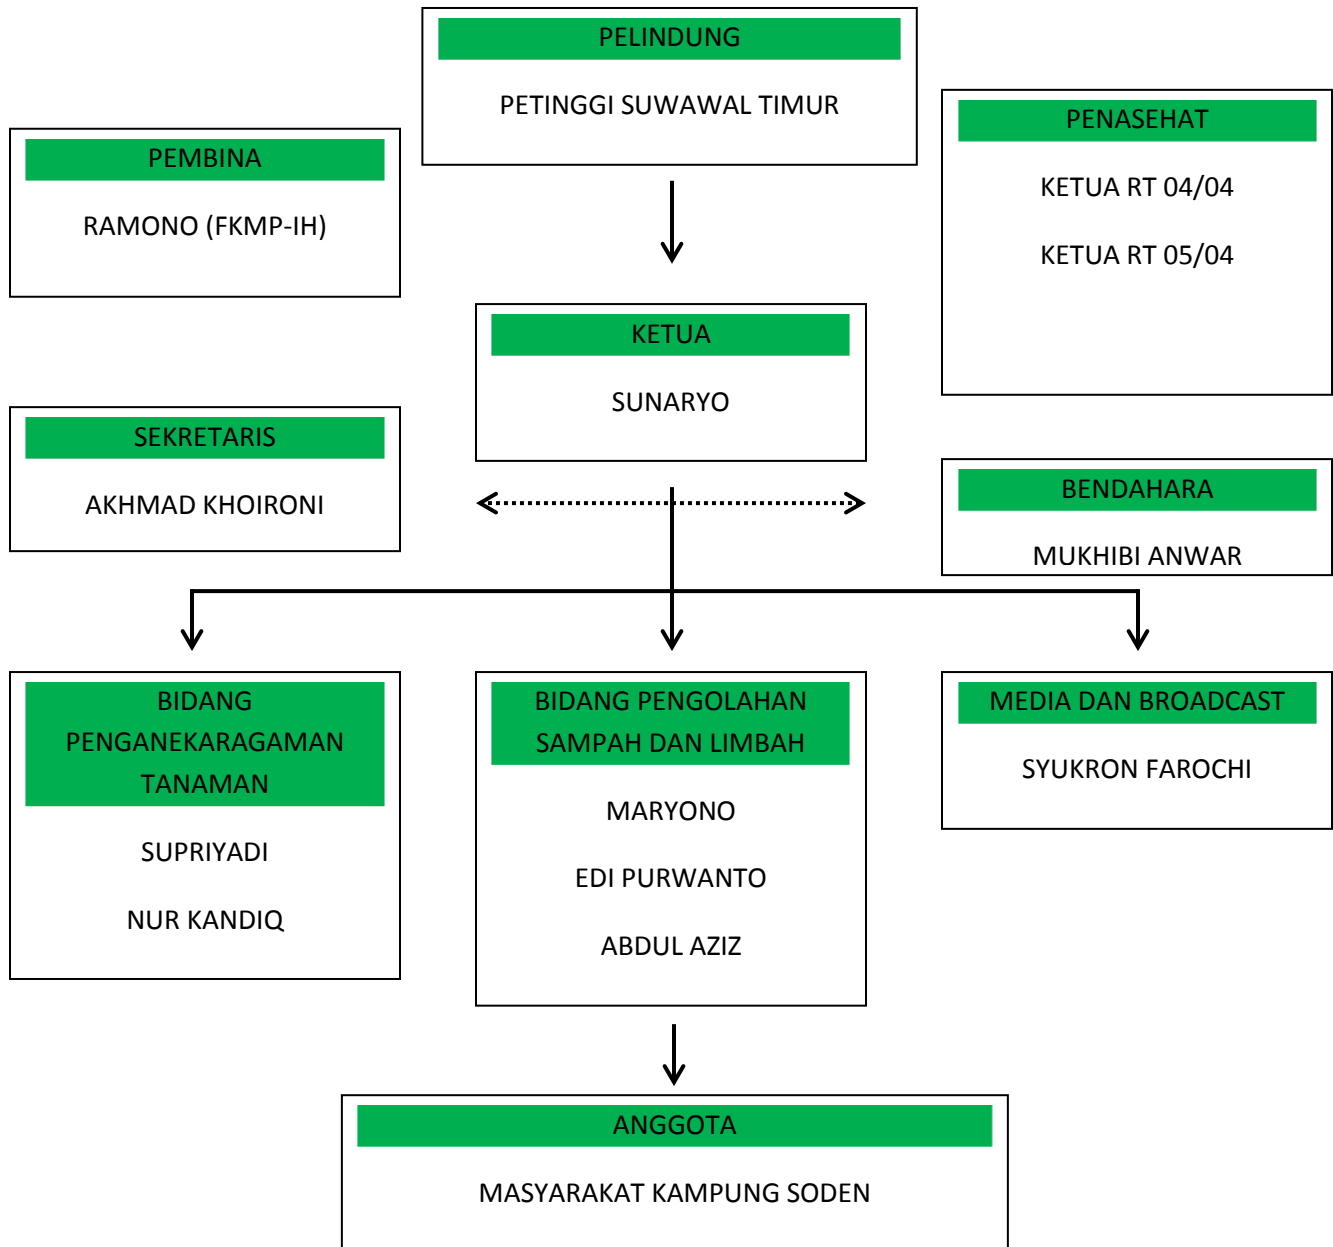 PELINDUNG
PETINGGI SUWAWAL TIMUR
PEMBINA
RAMONO (FKMP-IH)
PENASEHAT
KETUA RT 04/04
KETUA RT 05/04
KETUA
SUNARYO
SEKRETARIS
AKHMAD KHOIRONI
BENDAHARA
MUKHIBI ANWAR
BIDANG
PENGANEKARAGAMAN
TANAMAN
SUPRIYADI
NUR KANDIQ
BIDANG PENGOLAHAN
SAMPAH DAN LIMBAH
MARYONO
EDI PURWANTO
ABDUL AZIZ
MEDIA DAN BROADCAST
SYUKRON FAROCHI
ANGGOTA
MASYARAKAT KAMPUNG SODEN